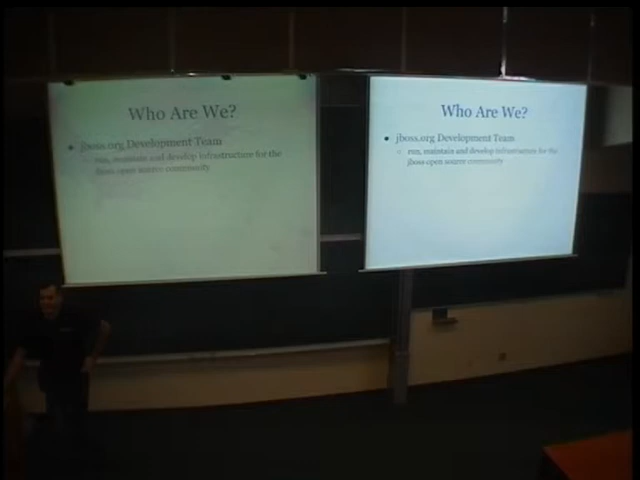 Who Are We?
jboss.org Development Team
run, maintain and develop infrastructure for the
jboss open source community
Who Are We?
jboss.org Development Team
run, maintain and develop infrastructure for the
jboss open source community